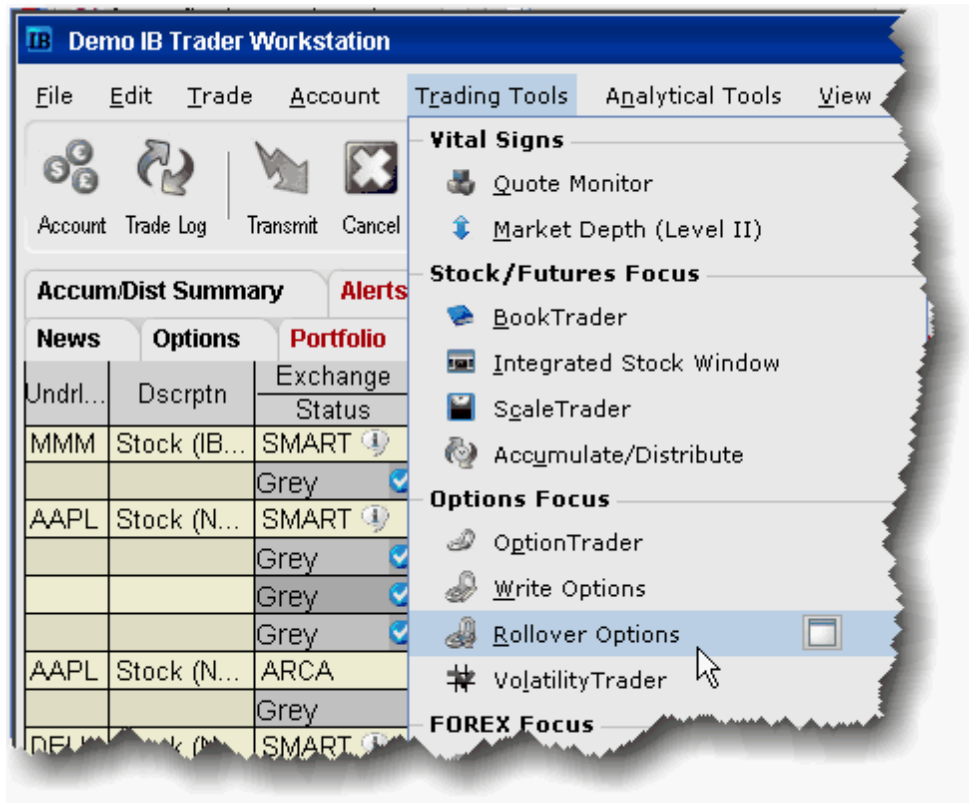 IB Demo IB Trader Workstation
File Edit Trade Account Trading Tools Analytical Tools View
Account Trade Log Transmit Cancel
Accum/Dist Summary Alerts
News Options Portfolio
Undrl... Dscrptn Exchange
Status
MMM Stock (IB... SMART
Grey
AAPL Stock (N... SMART
Grey
Grey
Grey
AAPL Stock (N... ARCA
Grey
SMART
Vital Signs
Quote Monitor
Market Depth (Level II)
Stock/Futures Focus
BookTrader
Integrated Stock Window
ScaleTrader
Accumulate/Distribute
Options Focus
OptionTrader
Write Options
Rollover Options
VolatilityTrader
FOREX Focus